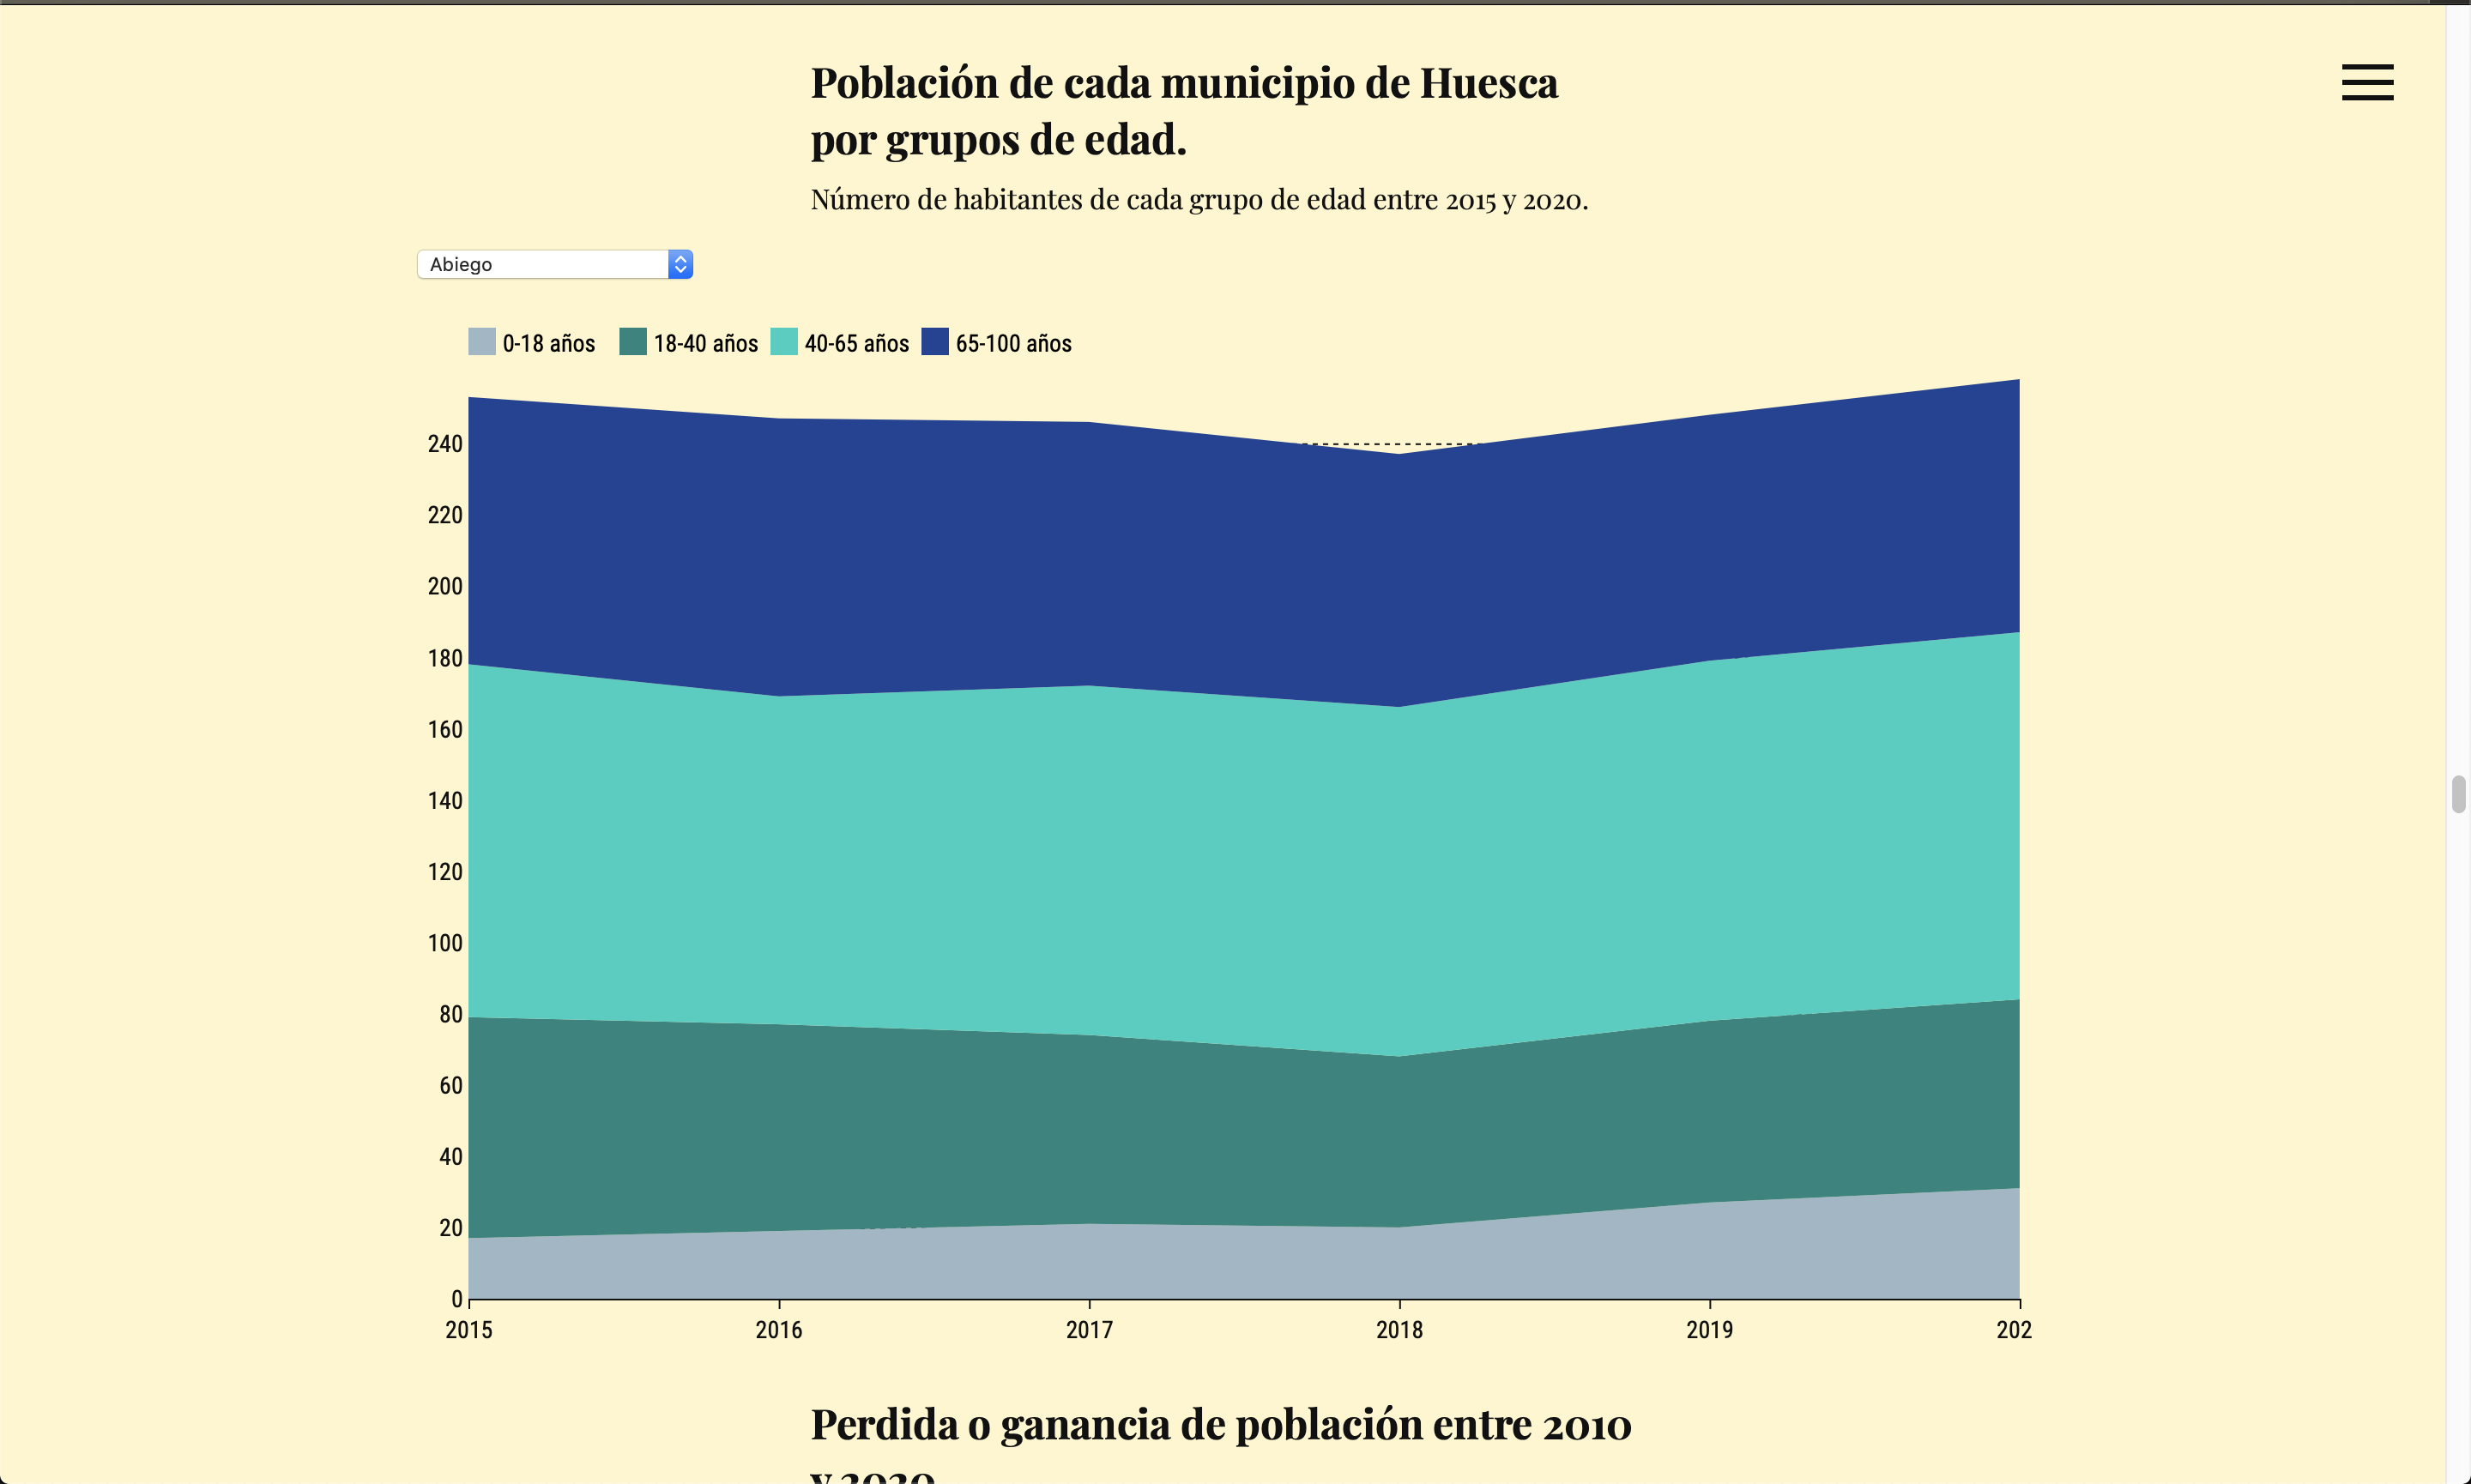 Población de cada municipio de Huesca
por grupos de edad.
Número de habitantes de cada grupo de edad entre 2015 y 2020.
Abiego
0-18 años 18-40 años 40-65 años 65-100 años
240
220
200
180
160
140
120
100
80
60
40
20
0
2015 2016 2017 2018 2019 202
Perdida o ganancia de población entre 2010
y 2020